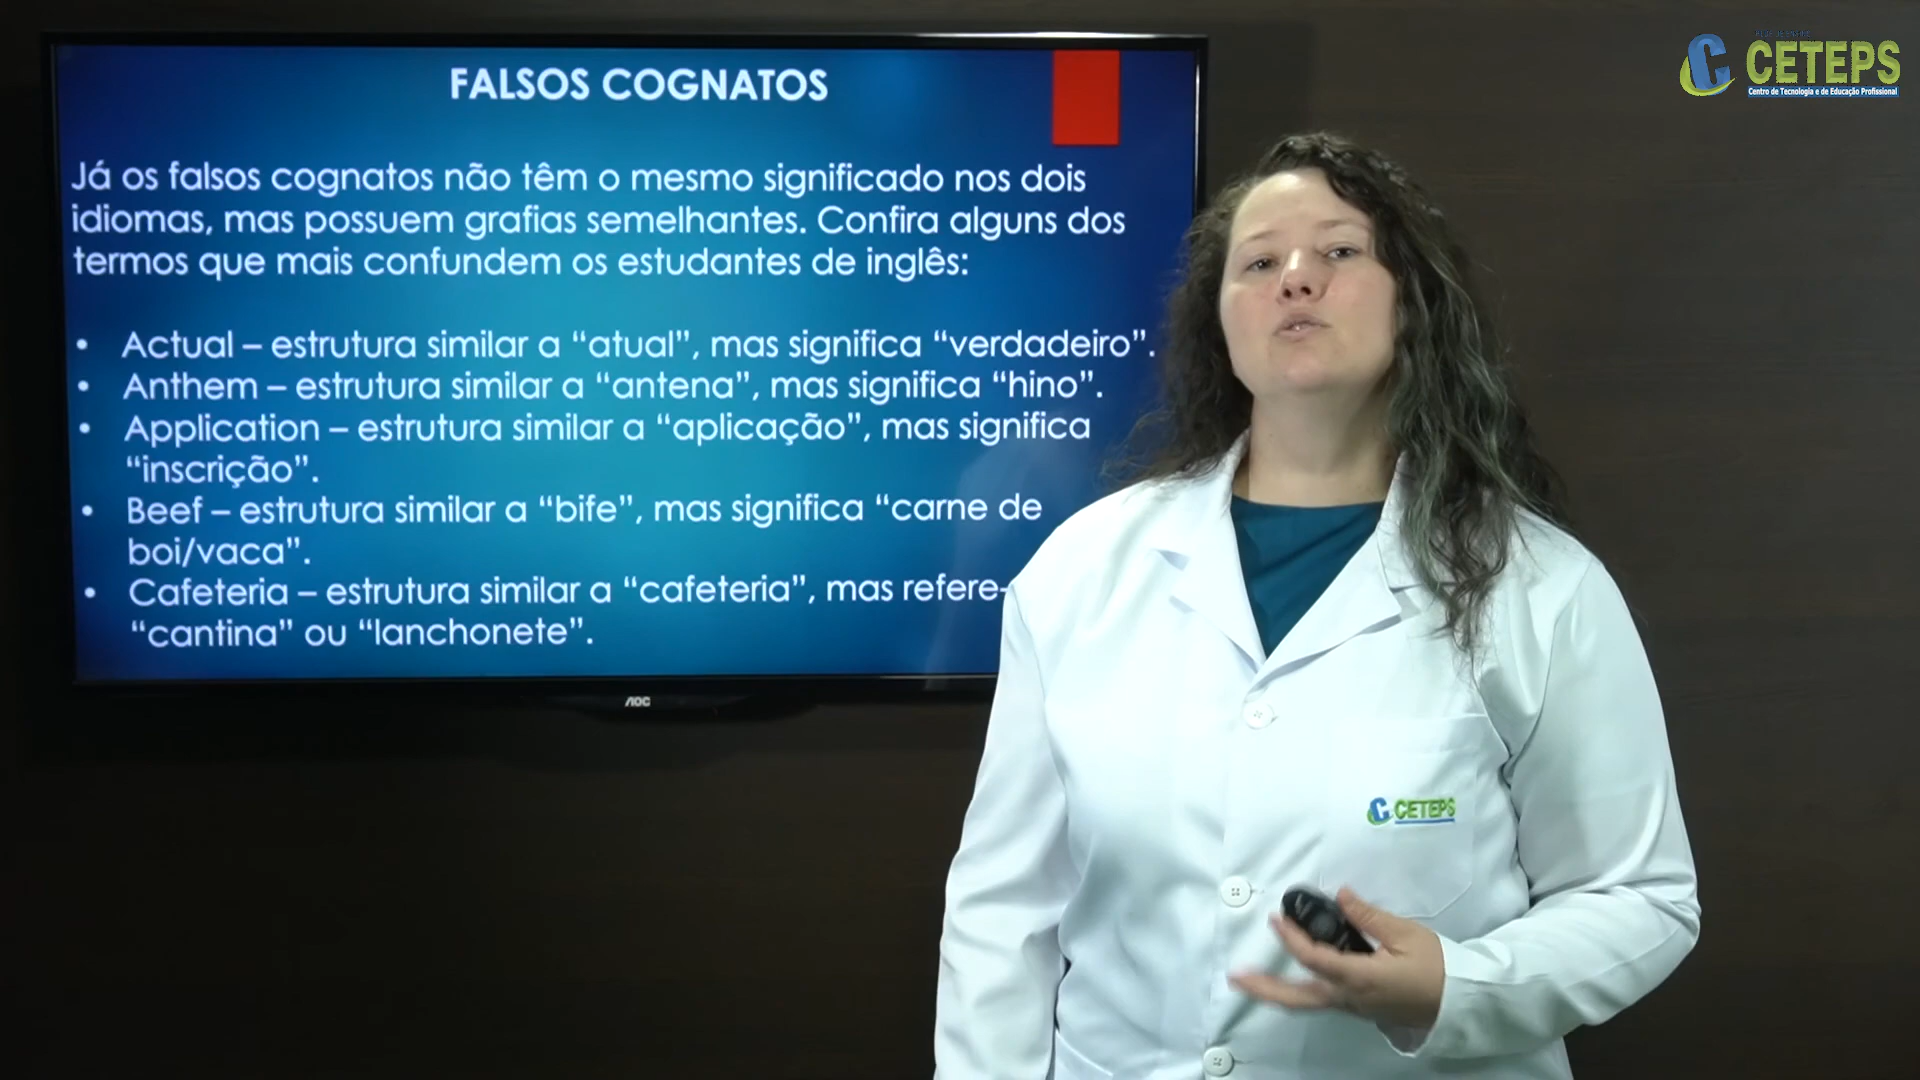 FALSOS COGNATOS
Já os falsos cognatos não têm o mesmo significado nos dois
idiomas, mas possuem grafias semelhantes. Confira alguns dos
termos que mais confundem os estudantes de inglês:
• Actual – estrutura similar a “atual”, mas significa “verdadeiro”.
• Anthem – estrutura similar a “antena”, mas significa “hino”.
• Application – estrutura similar a “aplicação”, mas significa
“inscrição”.
• Beef – estrutura similar a “bife”, mas significa “carne de
boi/vaca”.
• Cafeteria – estrutura similar a “cafeteria”, mas refere-
“cantina” ou “lanchonete”.
AOC
CETEPS
Centro de Tecnologia e de Educação Profissional
CETEPS